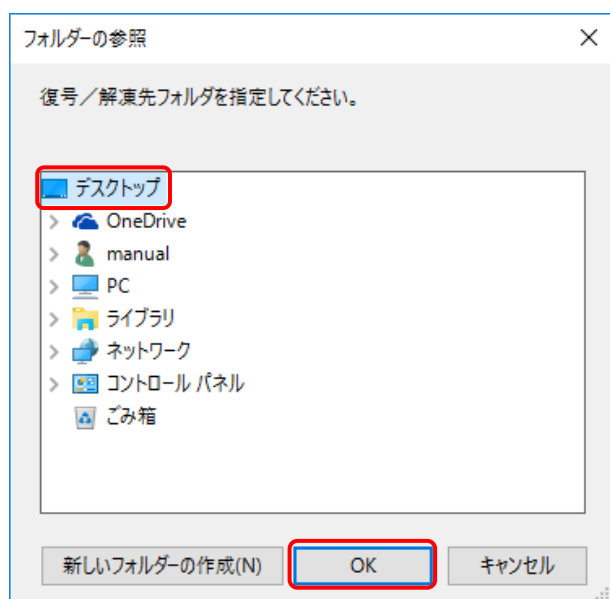 フォルダーの参照
復号／解凍先フォルダを指定してください。
デスクトップ
OneDrive
manual
PC
ライブラリ
ネットワーク
コントロール パネル
ごみ箱
新しいフォルダーの作成(N) OK キャンセル